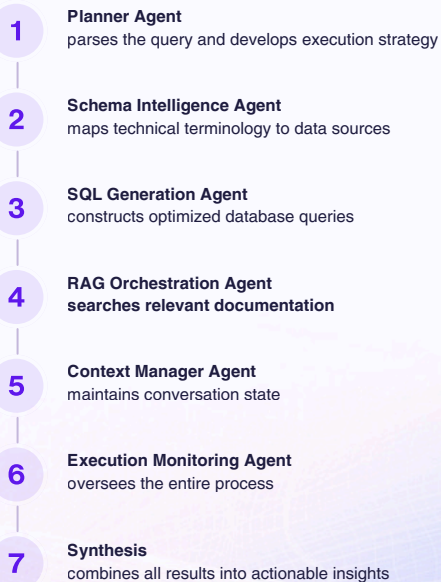 1
Planner Agent
parses the query and develops execution strategy
2
Schema Intelligence Agent
maps technical terminology to data sources
3
SQL Generation Agent
constructs optimized database queries
4
RAG Orchestration Agent
searches relevant documentation
5
Context Manager Agent
maintains conversation state
6
Execution Monitoring Agent
oversees the entire process
7
Synthesis
combines all results into actionable insights